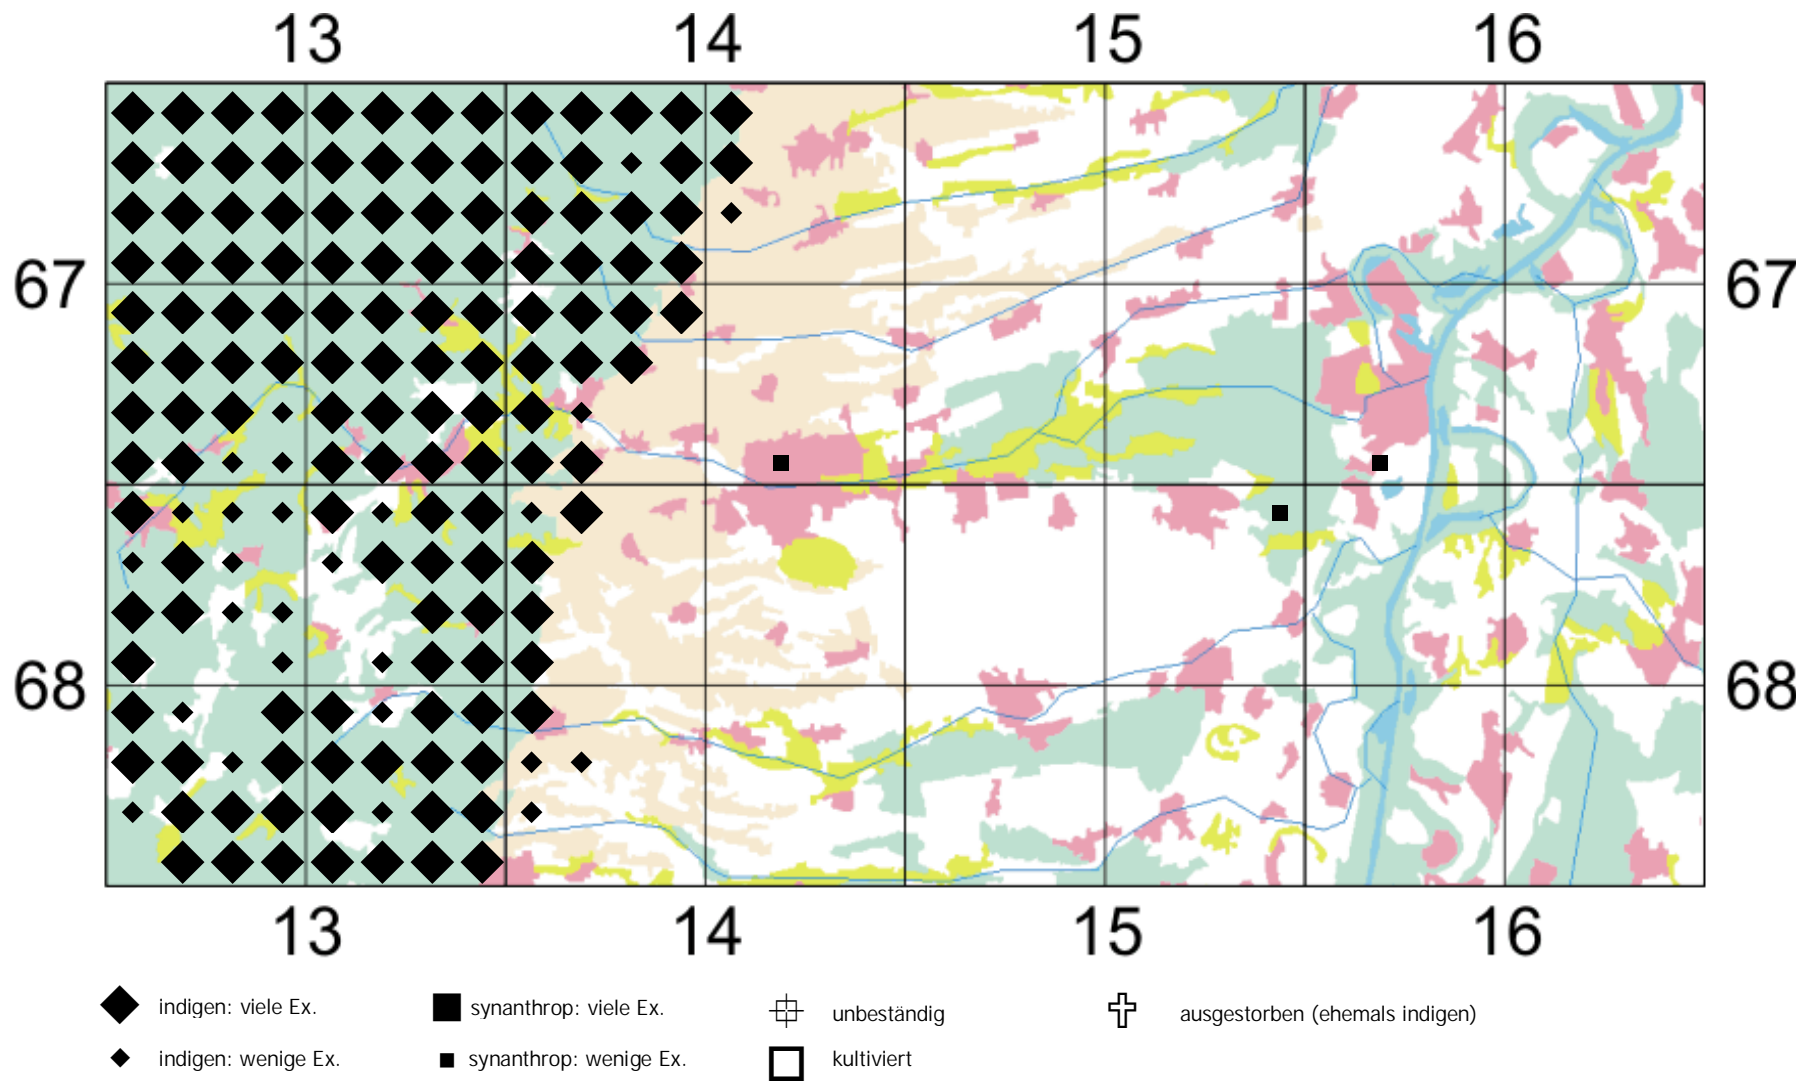 13 14 15 16
67 67
68 68
13 14 15 16
indigen: viele Ex. synanthrop: viele Ex. unbeständig ausgestorben (ehemals indigen)
indigen: wenige Ex. synanthrop: wenige Ex. kultiviert